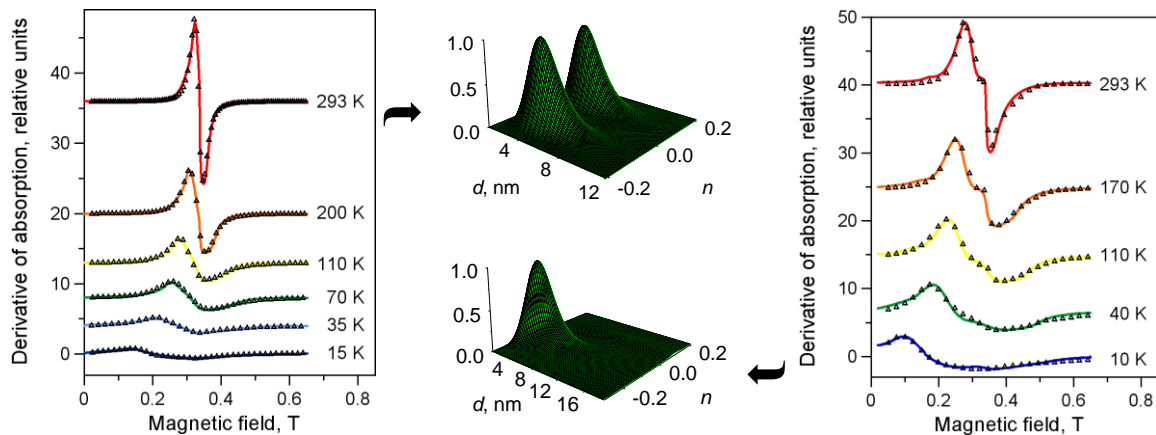 Derivative of absorption, relative units
40
30
20
10
0
293 K
200 K
110 K
70 K
35 K
15 K
0 0.2 0.4 0.6 0.8
Magnetic field, T
1.0
0.5
0.0
4
8
12
d, nm
-0.2
0.0
0.2
n
1.0
0.5
0.0
4
8
12
16
d, nm
-0.2
0.0
0.2
n
Derivative of absorption, relative units
50
40
30
20
10
0
293 K
170 K
110 K
40 K
10 K
0 0.2 0.4 0.6 0.8
Magnetic field, T